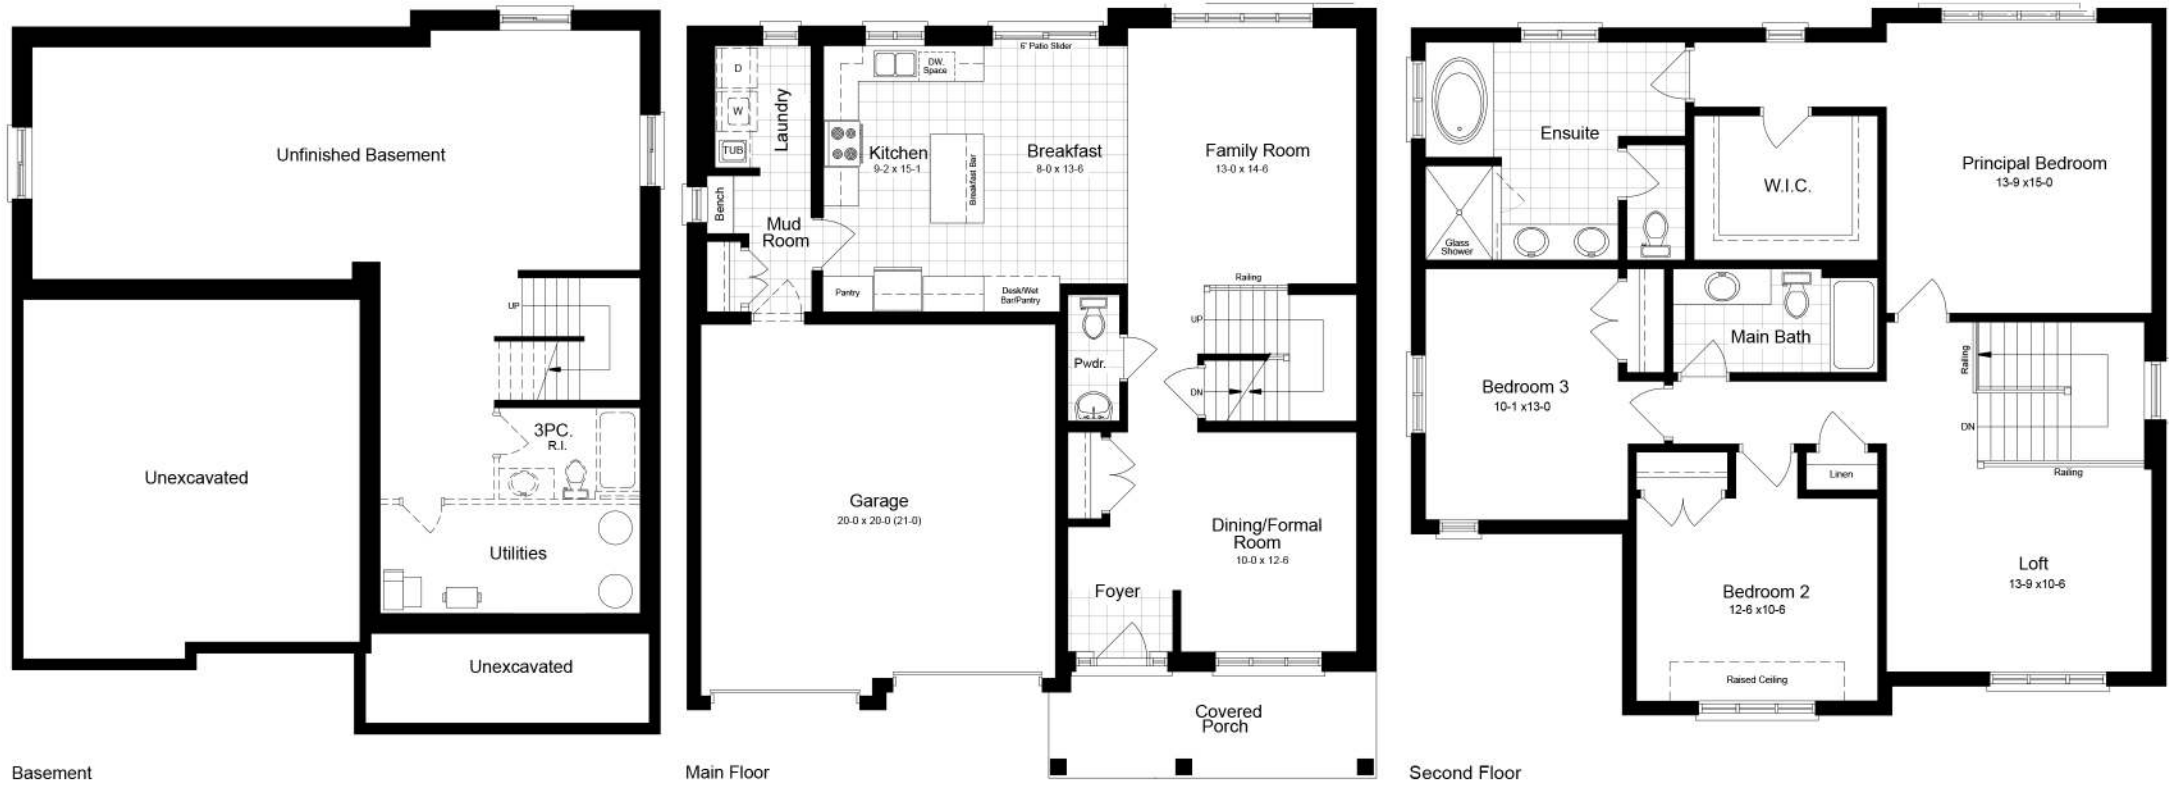 Unfinished Basement
UP
3PC.
R.I.
Unexcavated
Utilities
Unexcavated
Basement
6' Patio Slider
D
W
TUB
Laundry
DW.
Space
Kitchen
9-2 x 15-1
Breakfast Bar
Breakfast
8-0 x 13-6
Family Room
13-0 x 14-6
Bench
Mud
Room
Pantry
Desk/Wet
Bar/Pantry
Railing
UP
Pwdr.
DN
Garage
20-0 x 20-0 (21-0)
Dining/Formal
Room
10-0 x 12-6
Foyer
Covered
Porch
Main Floor
Ensuite
Glass
Shower
W.I.C.
Principal Bedroom
13-9 x15-0
Main Bath
Bedroom 3
10-1 x13-0
Railing
DN
Railing
Linen
Loft
13-9 x10-6
Bedroom 2
12-6 x10-6
Raised Ceiling
Second Floor